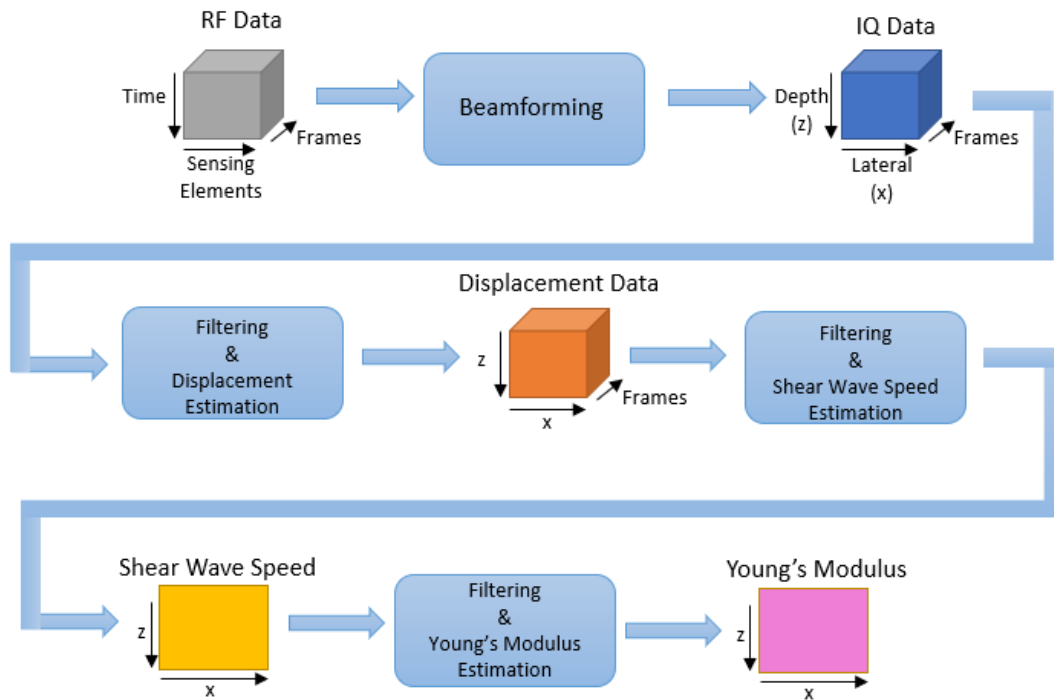 RF Data
IQ Data
Time
Sensing
Elements
Frames
Beamforming
Depth
(z)
Lateral
(x)
Frames
Filtering
&
Displacement
Estimation
Displacement Data
z
x
Frames
Filtering
&
Shear Wave Speed
Estimation
Shear Wave Speed
z
x
Filtering
&
Young's Modulus
Estimation
Young's Modulus
z
x